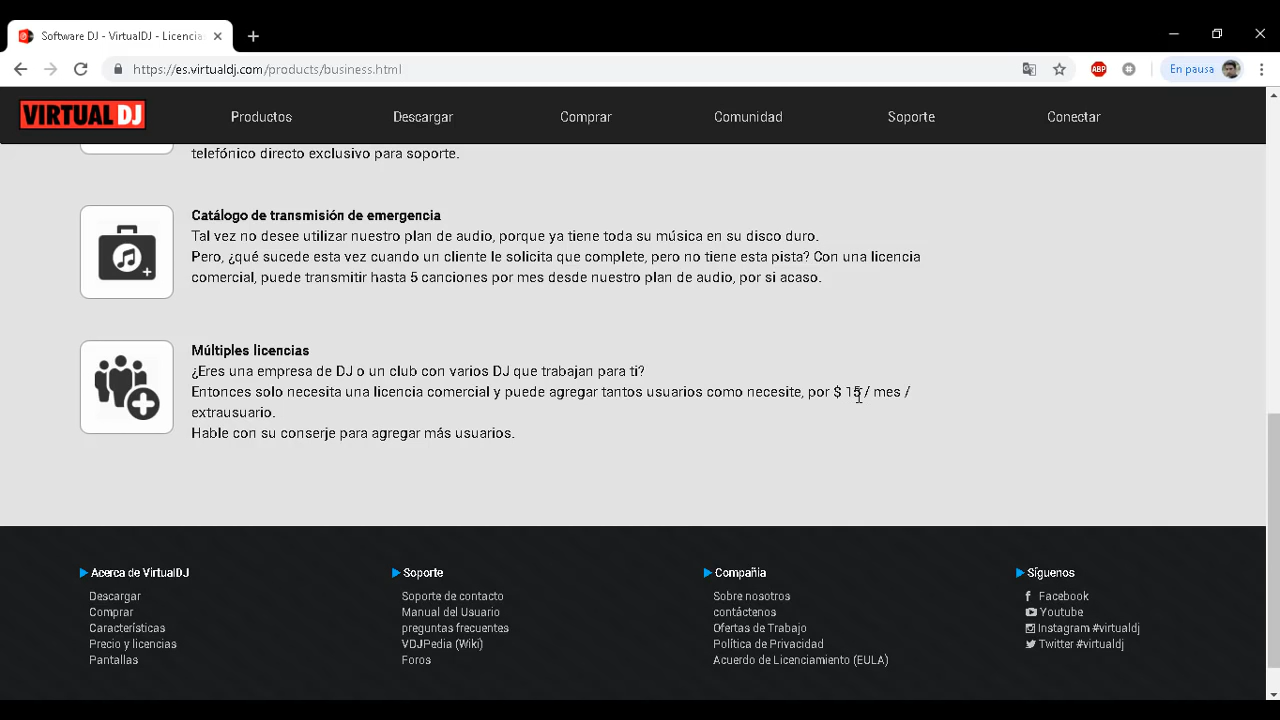 Software DJ - VirtualDJ - Licencia
https://es.virtualdj.com/products/business.html
ABP
En pausa
VIRTUAL DJ
Productos
Descargar
Comprar
Comunidad
Soporte
Conectar
telefónico directo exclusivo para soporte.
Catálogo de transmisión de emergencia
Tal vez no desee utilizar nuestro plan de audio, porque ya tiene toda su música en su disco duro.
Pero, ¿qué sucede esta vez cuando un cliente le solicita que complete, pero no tiene esta pista? Con una licencia
comercial, puede transmitir hasta 5 canciones por mes desde nuestro plan de audio, por si acaso.
Múltiples licencias
¿Eres una empresa de DJ o un club con varios DJ que trabajan para ti?
Entonces solo necesita una licencia comercial y puede agregar tantos usuarios como necesite, por $ 15 / mes /
extrausuario.
Hable con su conserje para agregar más usuarios.
Acerca de VirtualDJ
Descargar
Comprar
Características
Precio y licencias
Pantallas
Soporte
Soporte de contacto
Manual del Usuario
preguntas frecuentes
VDJPedia (Wiki)
Foros
Compañia
Sobre nosotros
contáctenos
Ofertas de Trabajo
Política de Privacidad
Acuerdo de Licenciamiento (EULA)
Síguenos
Facebook
Youtube
Instagram #virtualdj
Twitter #virtualdj